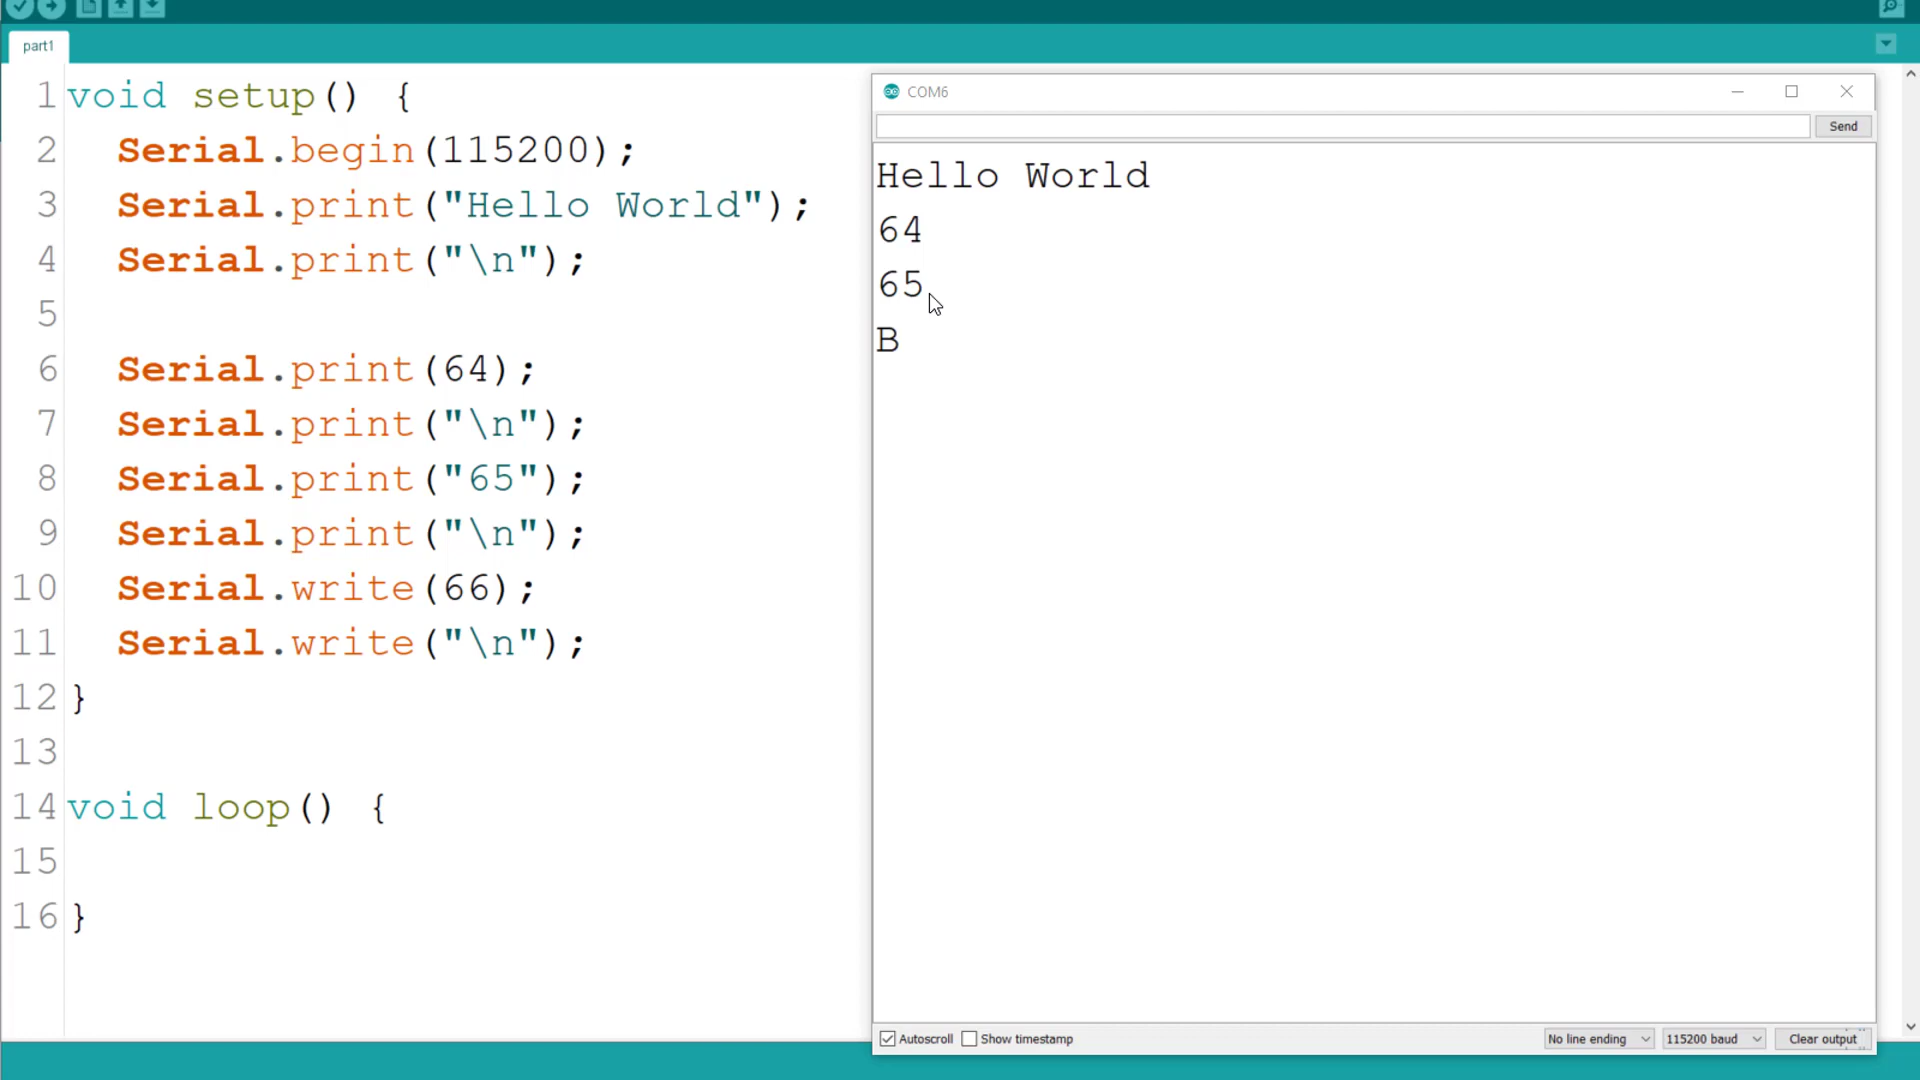 part1
1 void setup() {
2 Serial.begin(115200);
3 Serial.print("Hello World");
4 Serial.print("\n");
5
6 Serial.print(64);
7 Serial.print("\n");
8 Serial.print("65");
9 Serial.print("\n");
10 Serial.write(66);
11 Serial.write("\n");
12 }
13
14 void loop() {
15
16 }
COM6
Send
Hello World
64
65
B
Autoscroll Show timestamp No line ending 115200 baud Clear output